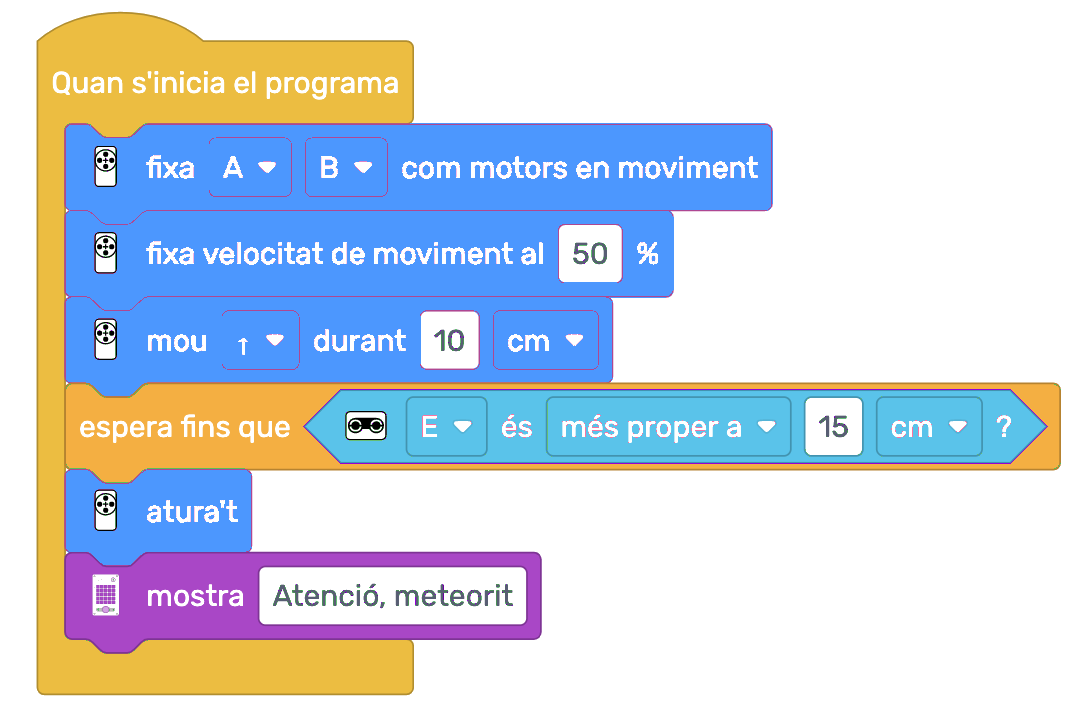 Quan s'inicia el programa
fixa A B com motors en moviment
fixa velocitat de moviment al 50 %
mou ↑ durant 10 cm
espera fins que E és més proper a 15 cm ?
atura't
mostra Atenció, meteorit